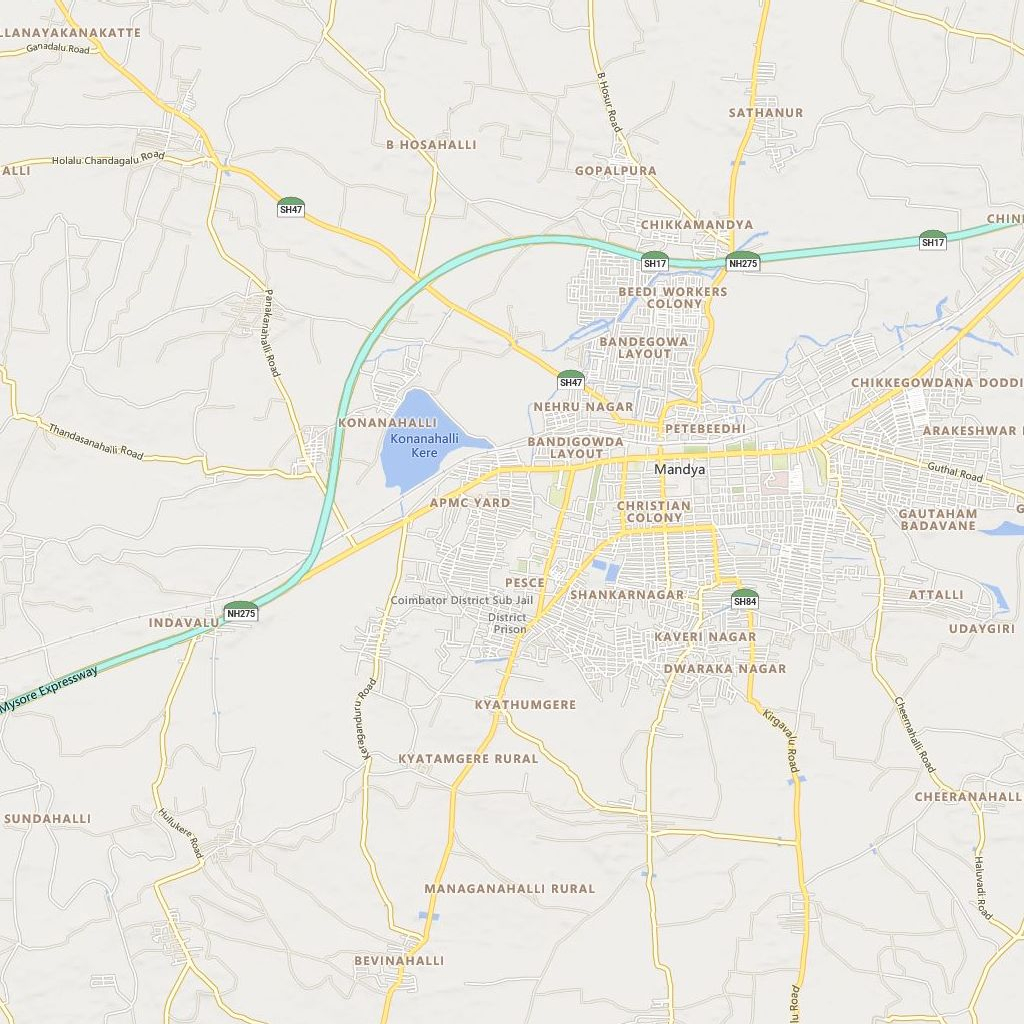 LLANAYAKANAKATTE
Ganadalu Road
B Hosur Road
SATHANUR
B HOSAHALLI
Holalu Chandagalu Road
ALLI
GOPALPURA
SH47
CHIKKAMANDYA
CHIN
SH17
SH17
NH275
BEEDI WORKERS
COLONY
Panakanahalli Road
BANDEGOWA
LAYOUT
SH47
CHIKKEGOWDANA DODDI
NEHRU NAGAR
KONANAHALLI
PETEBEEDHI
ARAKESHWAR
Thandasanahalli Road
Konanahalli
Kere
BANDIGOWDA
LAYOUT
Mandya
Guthal Road
APMC YARD
CHRISTIAN
COLONY
G
GAUTAHAM
BADAVANE
PESCE
Coimbator District Sub Jail
SHANKARNAGAR
SH84
ATTALLI
NH275
INDAVALU
District
Prison
UDAYGIRI
KAVERI NAGAR
DWARAKA NAGAR
Mysore Expressway
Keragunuru Road
KYATHUMGERE
Kirgavalu Road
Cheernahalli Road
KYATAMGERE RURAL
CHEERANAHALL
SUNDAHALLI
Hullukere Road
Haluvadi Road
MANAGANAHALLI RURAL
BEVINAHALLI
lu Road